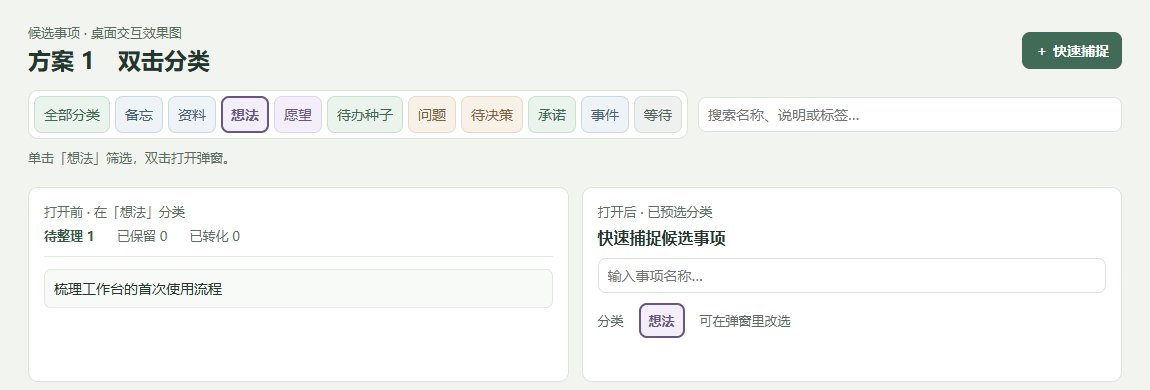 候选事项 · 桌面交互效果图
方案 1 双击分类
+ 快速捕捉
全部分类 备忘 资料 想法 愿望 待办种子 问题 待决策 承诺 事件 等待
搜索名称、说明或标签...
单击「想法」筛选，双击打开弹窗。
打开前 · 在「想法」分类
待整理 1 已保留 0 已转化 0
梳理工作台的首次使用流程
打开后 · 已预选分类
快速捕捉候选事项
输入事项名称...
分类 想法 可在弹窗里改选